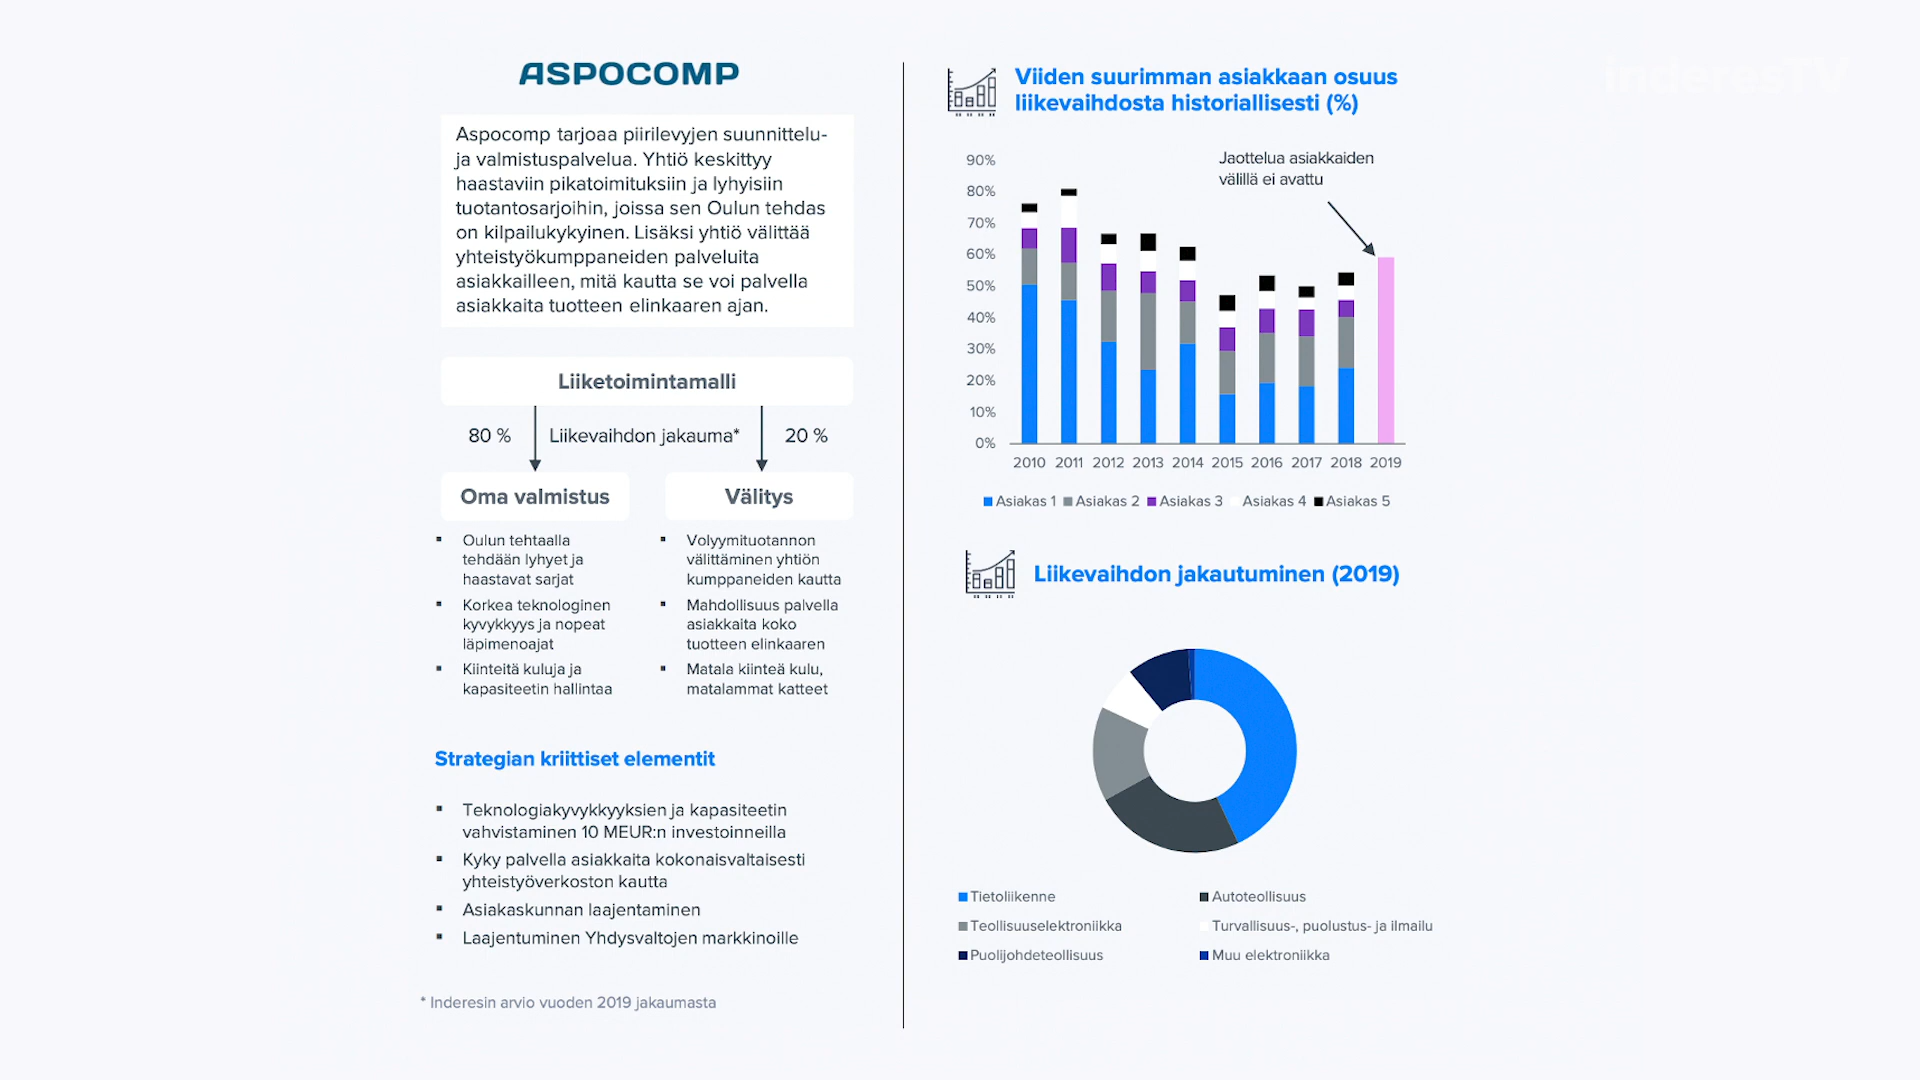 inderesTV
ASPOCOMP
Aspocomp tarjoaa piirilevyjen suunnittelu-
ja valmistuspalvelua. Yhtiö keskittyy
haastaviin pikatoimituksiin ja lyhyisiin
tuotantosarjoihin, joissa sen Oulun tehdas
on kilpailukykyinen. Lisäksi yhtiö välittää
yhteistyökumppaneiden palveluita
asiakkailleen, mitä kautta se voi palvella
asiakkaita tuotteen elinkaaren ajan.
Liiketoimintamalli
80 % Liikevaihdon jakauma* 20 %
Oma valmistus
▪ Oulun tehtaalla
tehdään lyhyet ja
haastavat sarjat
▪ Korkea teknologinen
kyvykkyys ja nopeat
läpimenoajat
▪ Kiinteitä kuluja ja
kapasiteetin hallintaa
Välitys
▪ Volyymituotannon
välittäminen yhtiön
kumppaneiden kautta
▪ Mahdollisuus palvella
asiakkaita koko
tuotteen elinkaaren
▪ Matala kiinteä kulu,
matalammat katteet
Strategian kriittiset elementit
▪ Teknologiakyvykkyyksien ja kapasiteetin
vahvistaminen 10 MEUR:n investoinneilla
▪ Kyky palvella asiakkaita kokonaisvaltaisesti
yhteistyöverkoston kautta
▪ Asiakaskunnan laajentaminen
▪ Laajentuminen Yhdysvaltojen markkinoille
* Inderesin arvio vuoden 2019 jakaumasta
Viiden suurimman asiakkaan osuus
liikevaihdosta historiallisesti (%)
Jaottelua asiakkaiden
välillä ei avattu
90%
80%
70%
60%
50%
40%
30%
20%
10%
0%
2010 2011 2012 2013 2014 2015 2016 2017 2018 2019
Asiakas 1 Asiakas 2 Asiakas 3 Asiakas 4 Asiakas 5
Liikevaihdon jakautuminen (2019)
Tietoliikenne Autoteollisuus
Teollisuuselektroniikka Turvallisuus-, puolustus- ja ilmailu
Puolijohdeteollisuus Muu elektroniikka